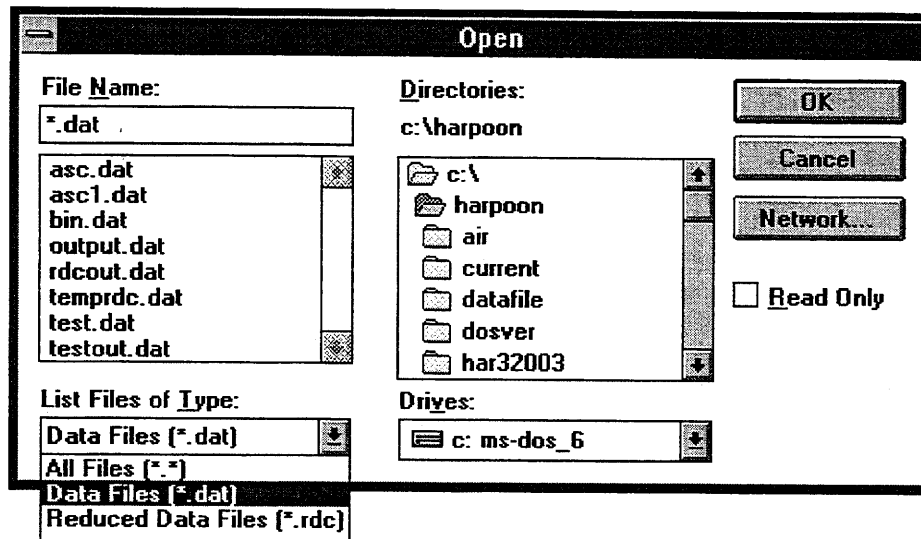 Open
File Name:
*.dat
asc.dat
asc1.dat
bin.dat
output.dat
rdcout.dat
temprdc.dat
test.dat
testout.dat
List Files of Type:
Data Files (*.dat)
All Files (*.*)
Data Files (*.dat)
Reduced Data Files (*.rdc)
Directories:
c:\harpoon
c:\
harpoon
air
current
datafile
dosver
har32003
Drives:
c: ms-dos_6
OK
Cancel
Network...
Read Only